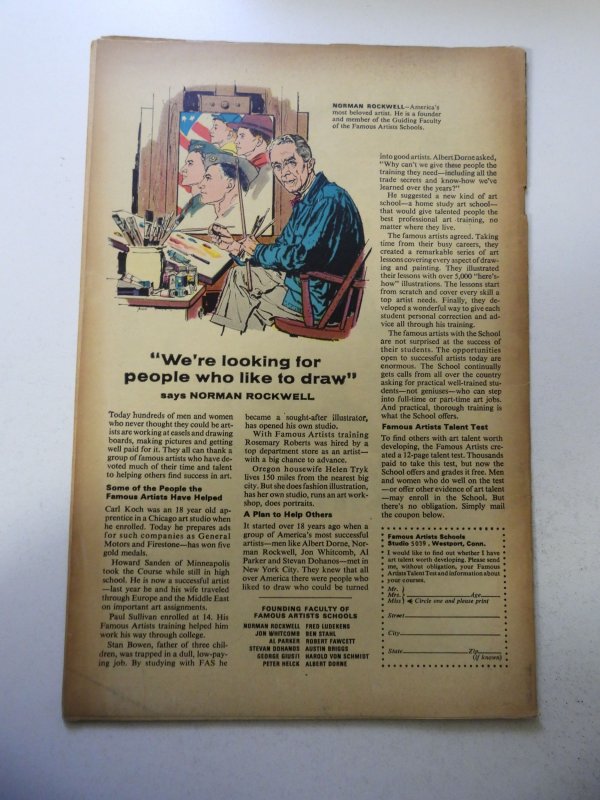 NORMAN ROCKWELL—America's
most beloved artist. He is a founder
and member of the Guiding Faculty
of the Famous Artists Schools.
"We're looking for
people who like to draw"
says NORMAN ROCKWELL
Today hundreds of men and women
who never thought they could be art-
ists are working at easels and drawing
boards, making pictures and getting
well paid for it. They all can thank a
group of famous artists who have de-
voted much of their time and talent
to helping others find success in art.
Some of the People the
Famous Artists Have Helped
Carl Koch was an 18 year old ap-
prentice in a Chicago art studio when
he enrolled. Today he prepares ads
for such companies as General
Motors and Firestone—has won five
gold medals.
Howard Sanden of Minneapolis
took the Course while still in high
school. He is now a successful artist
—last year he and his wife traveled
through Europe and the Middle East
on important art assignments.
Paul Sullivan enrolled at 14. His
Famous Artists training helped him
work his way through college.
Stan Bowen, father of three chil-
dren, was trapped in a dull, low-pay-
ing job. By studying with FAS he
became a sought-after illustrator,
has opened his own studio.
With Famous Artists training
Rosemary Roberts was hired by a
top department store as an artist—
with a big chance to advance.
Oregon housewife Helen Tryk
lives 150 miles from the nearest big
city. But she does fashion illustration,
has her own studio, runs an art work-
shop, does portraits.
A Plan to Help Others
It started over 18 years ago when a
group of America's most successful
artists—men like Albert Dorne, Nor-
man Rockwell, Jon Whitcomb, Al
Parker and Stevan Dohanos—met in
New York City. They knew that all
over America there were people who
liked to draw who could be turned
FOUNDING FACULTY OF
FAMOUS ARTISTS SCHOOLS
NORMAN ROCKWELL FRED LUDEKENS
JON WHITCOMB BEN STAHL
AL PARKER ROBERT FAWCETT
STEVAN DOHANOS AUSTIN BRIGGS
GEORGE GIUSTI HAROLD VON SCHMIDT
PETER HELCK ALBERT DORNE
into good artists. Albert Dorne asked,
"Why can't we give these people the
training they need—including all the
trade secrets and know-how we've
learned over the years?"
He suggested a new kind of art
school—a home study art school—
that would give talented people the
best professional art training, no
matter where they live.
The famous artists agreed. Taking
time from their busy careers, they
created a remarkable series of art
lessons covering every aspect of draw-
ing and painting. They illustrated
their lessons with over 5,000 "here's-
how" illustrations. The lessons start
from scratch and cover every skill a
top artist needs. Finally, they de-
veloped a wonderful way to give each
student personal correction and ad-
vice all through his training.
The famous artists with the School
are not surprised at the success of
their students. The opportunities
open to successful artists today are
enormous. The School continually
gets calls from all over the country
asking for practical well-trained stu-
dents—not geniuses—who can step
into full-time or part-time art jobs.
And practical, thorough training is
what the School offers.
Famous Artists Talent Test
To find others with art talent worth
developing, the Famous Artists cre-
ated a 12-page talent test. Thousands
paid to take this test, but now the
School offers and grades it free. Men
and women who do well on the test
—or offer other evidence of art talent
—may enroll in the School. But
there's no obligation. Simply mail
the coupon below.
Famous Artists Schools
Studio 5039, Westport, Conn.
I would like to find out whether I have
art talent worth developing. Please send
me, without obligation, your Famous
Artists Talent Test and information about
your courses.
Mr.
Mrs. Age
Miss Circle one and please print
Street
City
State Zip
(if known)